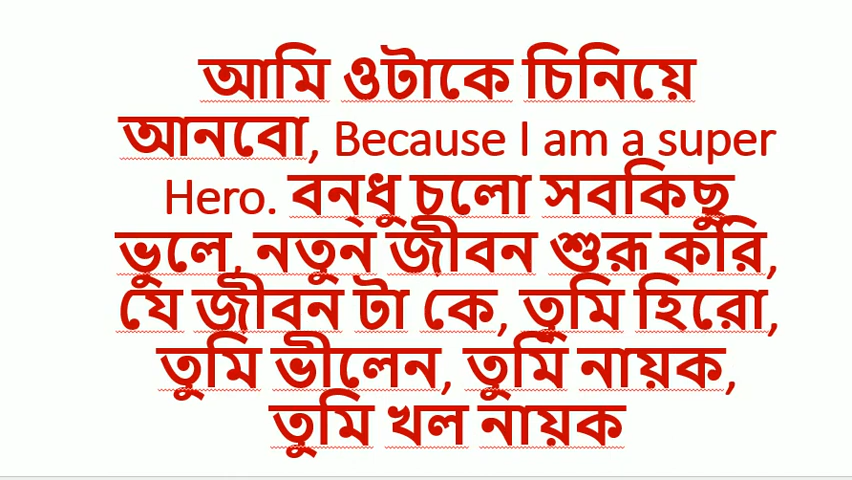 আমি ওটাকে চিনিয়ে
আনবো, Because I am a super
Hero. বন্ধু চলো সবকিছু
ভুলে, নতুন জীবন শুরু করি,
যে জীবন টা কে, তুমি হিরো,
তুমি ভীলেন, তুমি নায়ক,
তুমি খল নায়ক